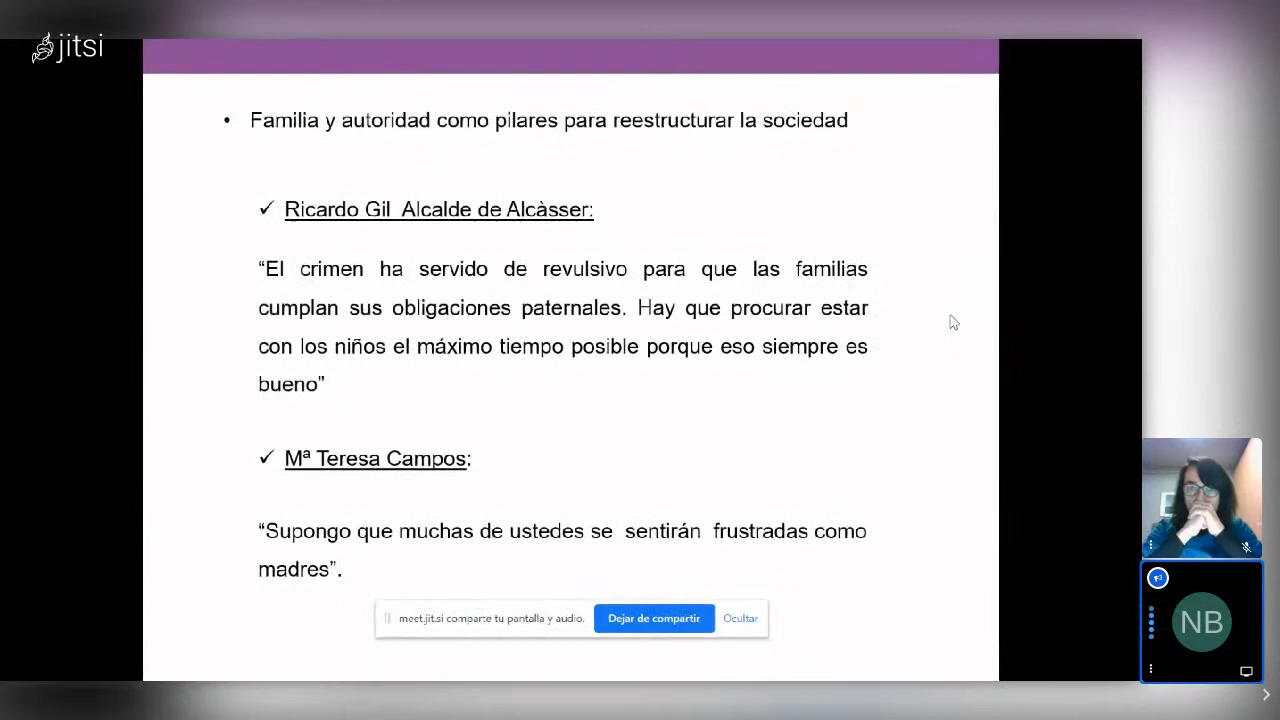 jitsi
• Familia y autoridad como pilares para reestructurar la sociedad
✓ Ricardo Gil Alcalde de Alcàsser:
“El crimen ha servido de revulsivo para que las familias
cumplan sus obligaciones paternales. Hay que procurar estar
con los niños el máximo tiempo posible porque eso siempre es
bueno”
✓ Mª Teresa Campos:
“Supongo que muchas de ustedes se sentirán frustradas como
madres”.
meet.jit.si comparte tu pantalla y audio. Dejar de compartir Ocultar
NB